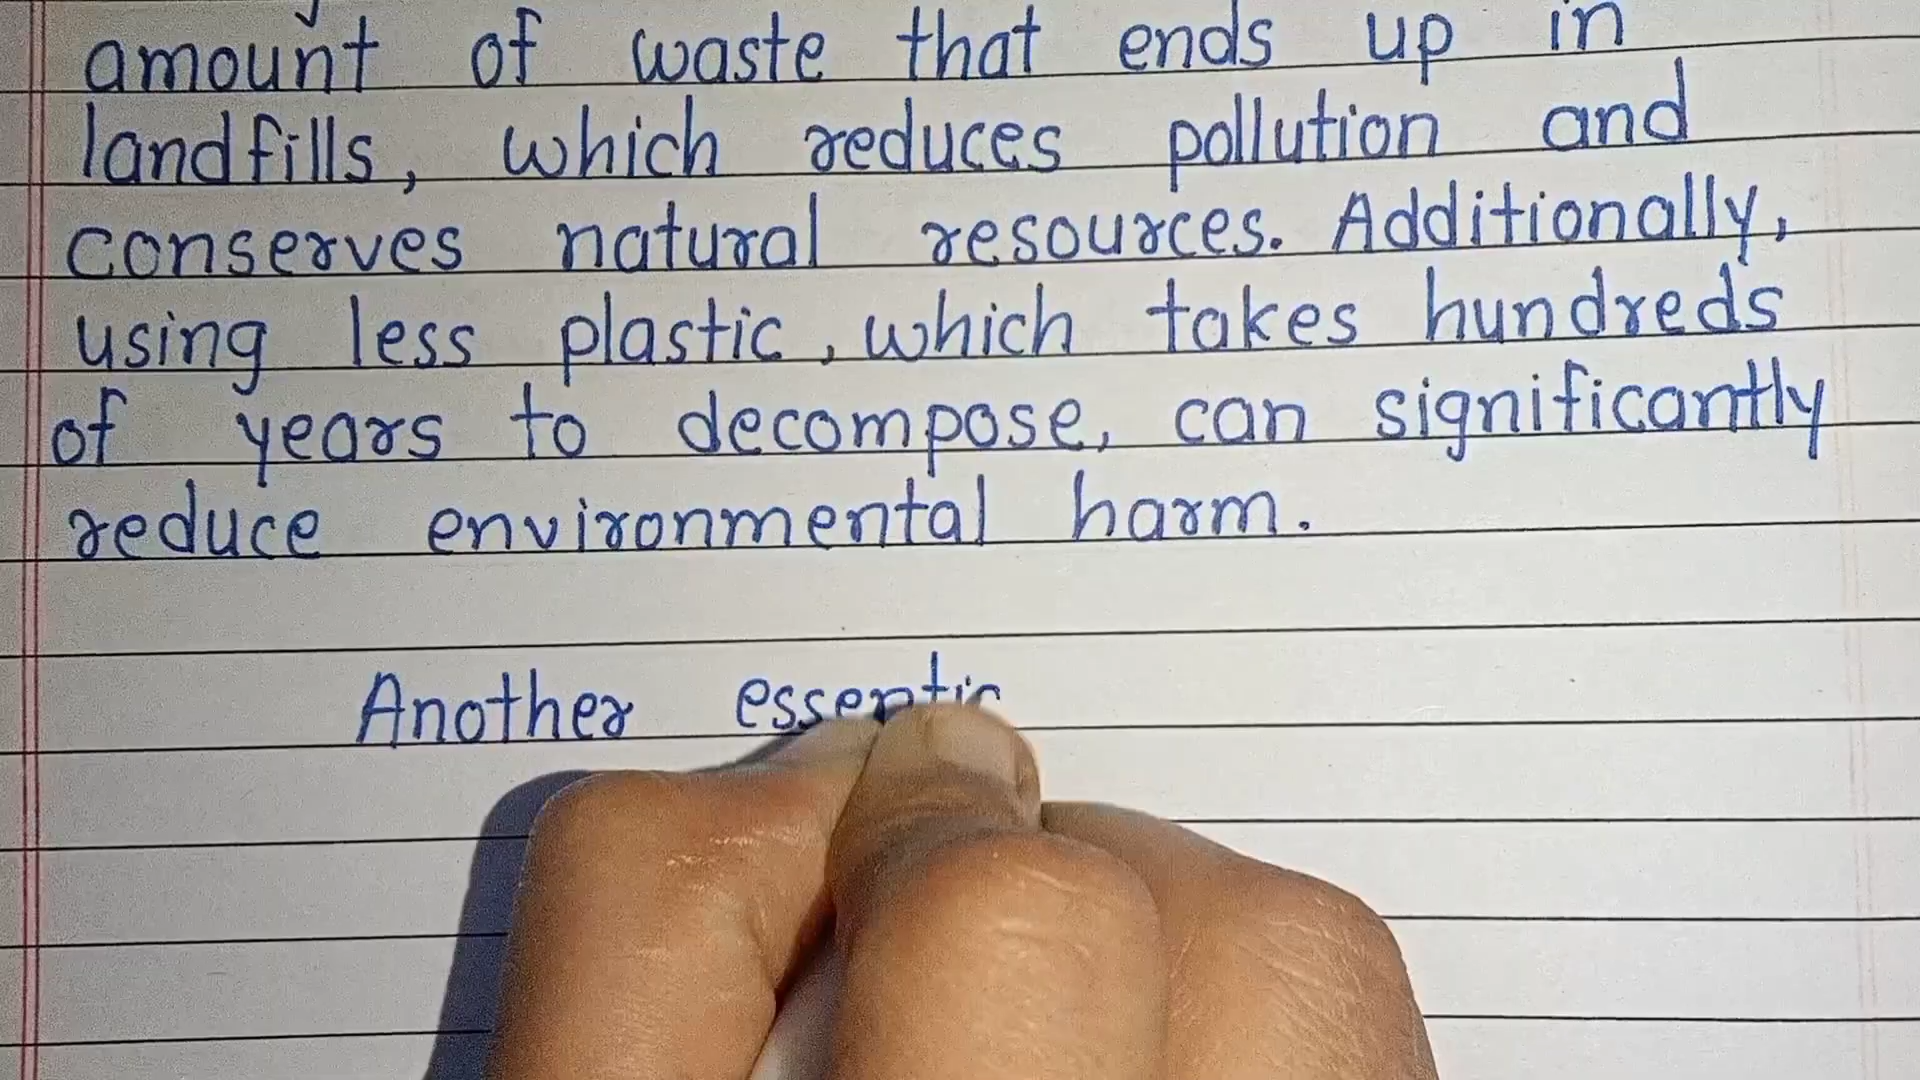 amount of waste that ends up in
landfills, which reduces pollution and
conserves natural resources. Additionally,
using less plastic, which takes hundreds
of years to decompose, can significantly
reduce environmental harm.
Another